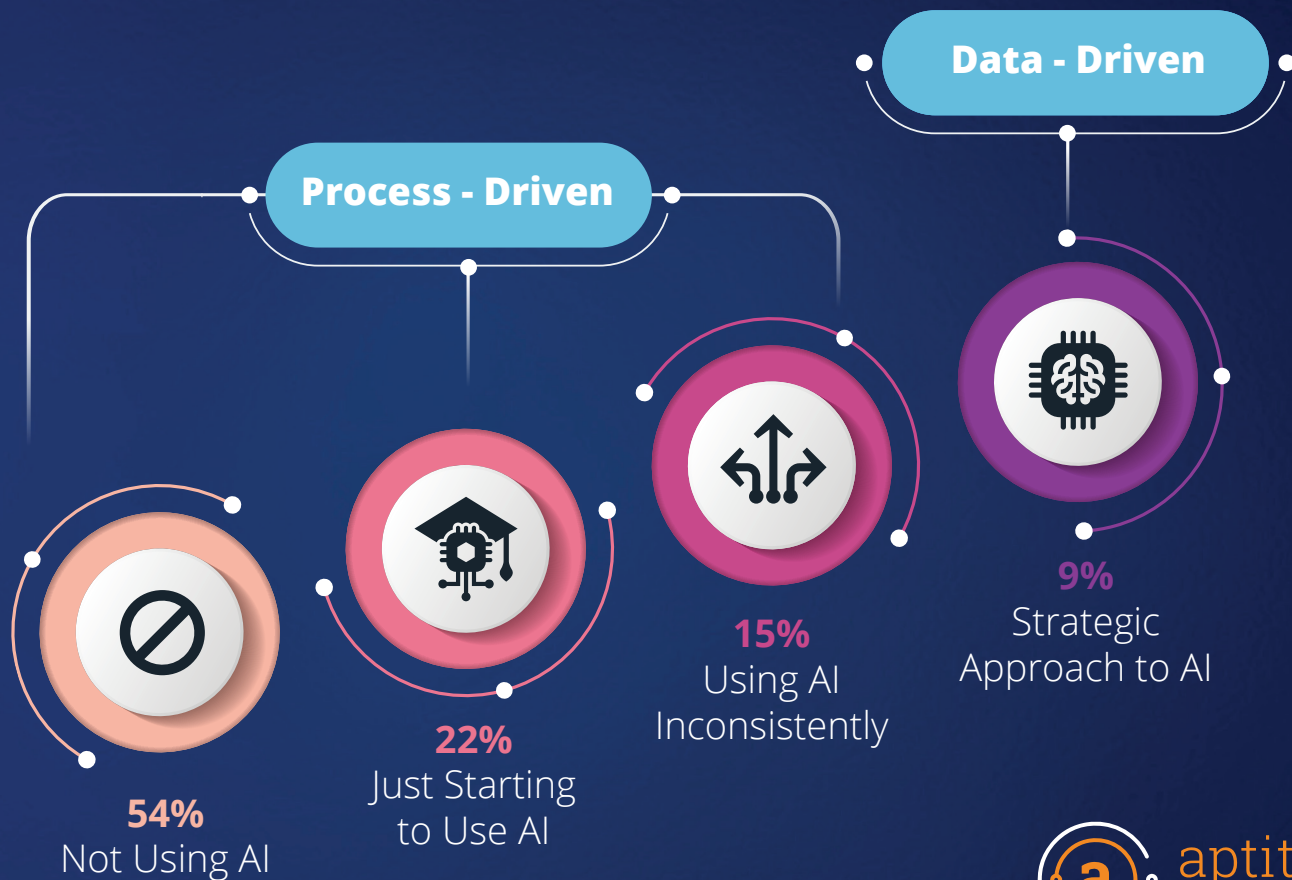 Data - Driven
Process - Driven
54%
Not Using AI
22%
Just Starting
to Use AI
15%
Using AI
Inconsistently
9%
Strategic
Approach to AI
a
aptit